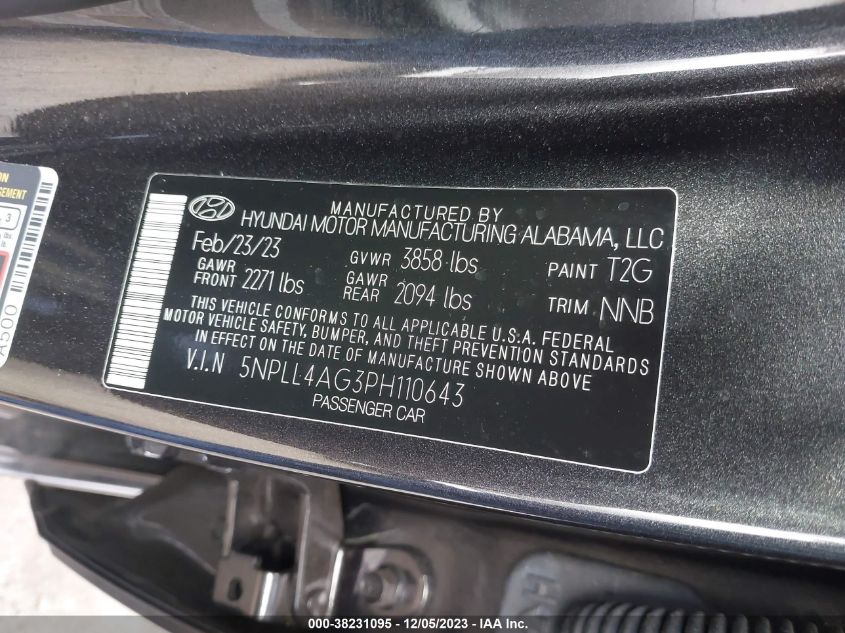 MANUFACTURED BY
HYUNDAI MOTOR MANUFACTURING ALABAMA, LLC
Feb/23/23 GVWR 3858 lbs PAINT T2G
GAWR FRONT 2271 lbs GAWR REAR 2094 lbs TRIM NNB
THIS VEHICLE CONFORMS TO ALL APPLICABLE U.S.A. FEDERAL
MOTOR VEHICLE SAFETY, BUMPER, AND THEFT PREVENTION STANDARDS
IN EFFECT ON THE DATE OF MANUFACTURE SHOWN ABOVE.
V.I.N 5NPLL4AG3PH110643
PASSENGER CAR
3
lbs
A500
000-38231095 - 12/05/2023 - © IAA Inc.